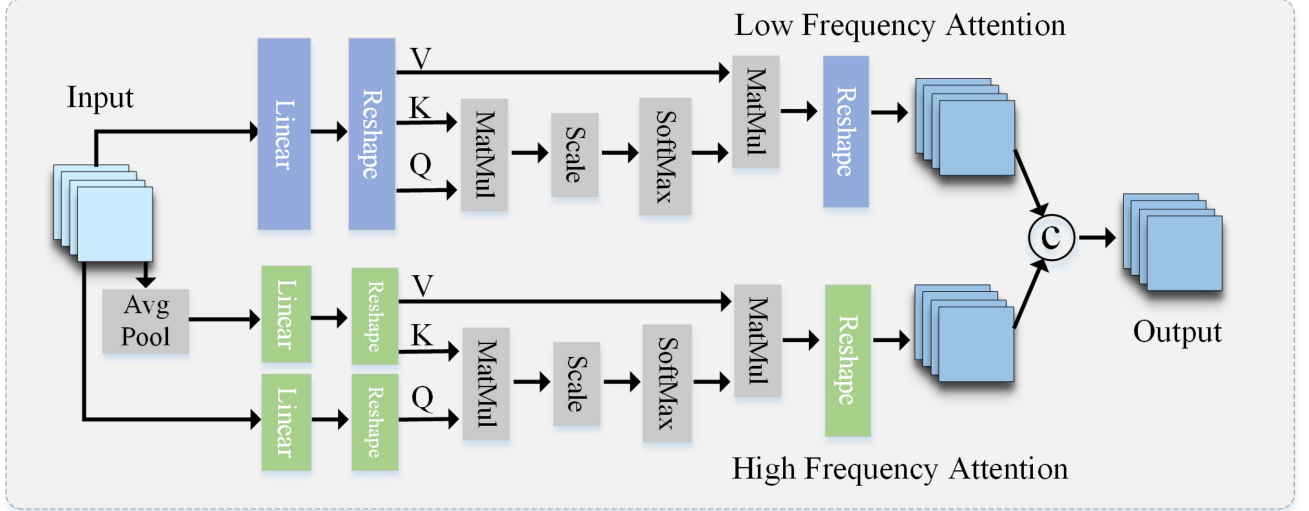 Low Frequency Attention
Input
Linear
Reshape
V
K
Q
MatMul
Scale
SoftMax
MatMul
Reshape
C
Output
Avg
Pool
Linear
Reshape
V
K
Linear
Reshape
Q
MatMul
Scale
SoftMax
MatMul
Reshape
High Frequency Attention